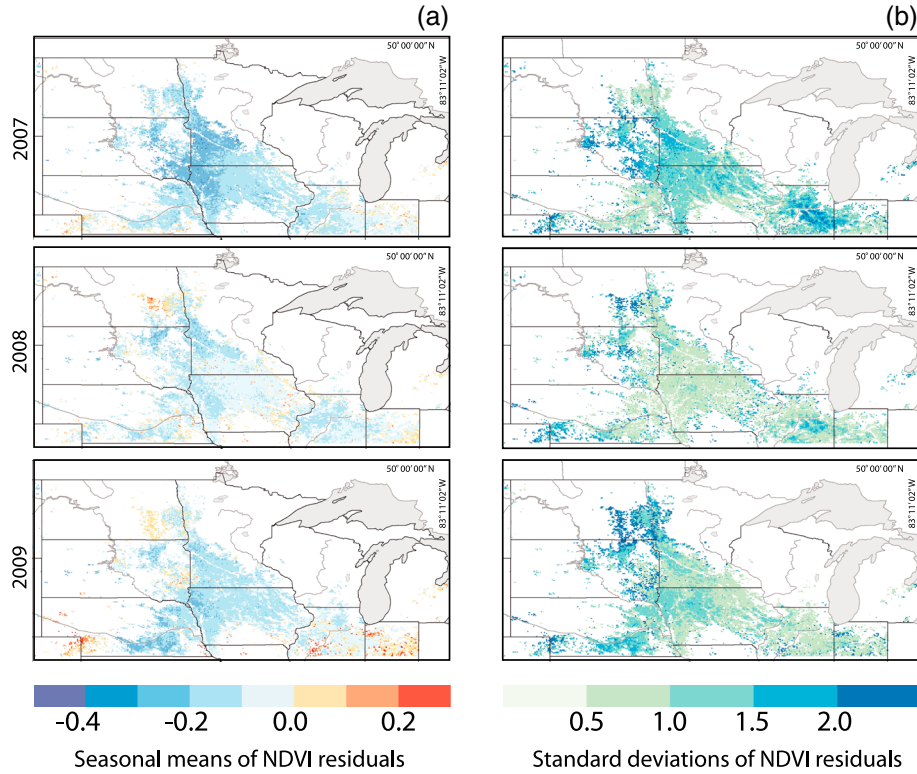 (a)
(b)
2007
50° 00' 00" N
83° 11' 02" W
50° 00' 00" N
83° 11' 02" W
2008
50° 00' 00" N
83° 11' 02" W
50° 00' 00" N
83° 11' 02" W
2009
50° 00' 00" N
83° 11' 02" W
50° 00' 00" N
83° 11' 02" W
-0.4 -0.2 0.0 0.2
0.5 1.0 1.5 2.0
Seasonal means of NDVI residuals
Standard deviations of NDVI residuals